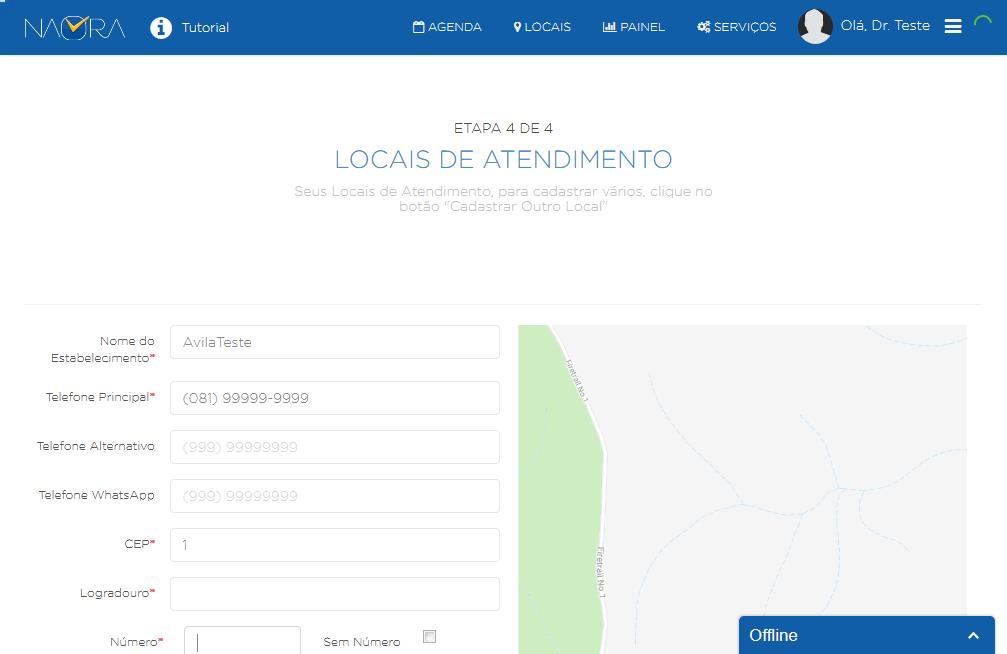 NAORA
Tutorial
AGENDA
LOCAIS
PAINEL
SERVIÇOS
Olá, Dr. Teste
ETAPA 4 DE 4
LOCAIS DE ATENDIMENTO
Seus Locais de Atendimento, para cadastrar vários, clique no
botão "Cadastrar Outro Local"
Nome do
Estabelecimento*
AvilaTeste
Telefone Principal*
(081) 99999-9999
Telefone Alternativo
(999) 99999999
Telefone WhatsApp
(999) 99999999
CEP*
1
Logradouro*
Número*
Sem Número
Firetrail No 1
Firetrail No 1
Offline